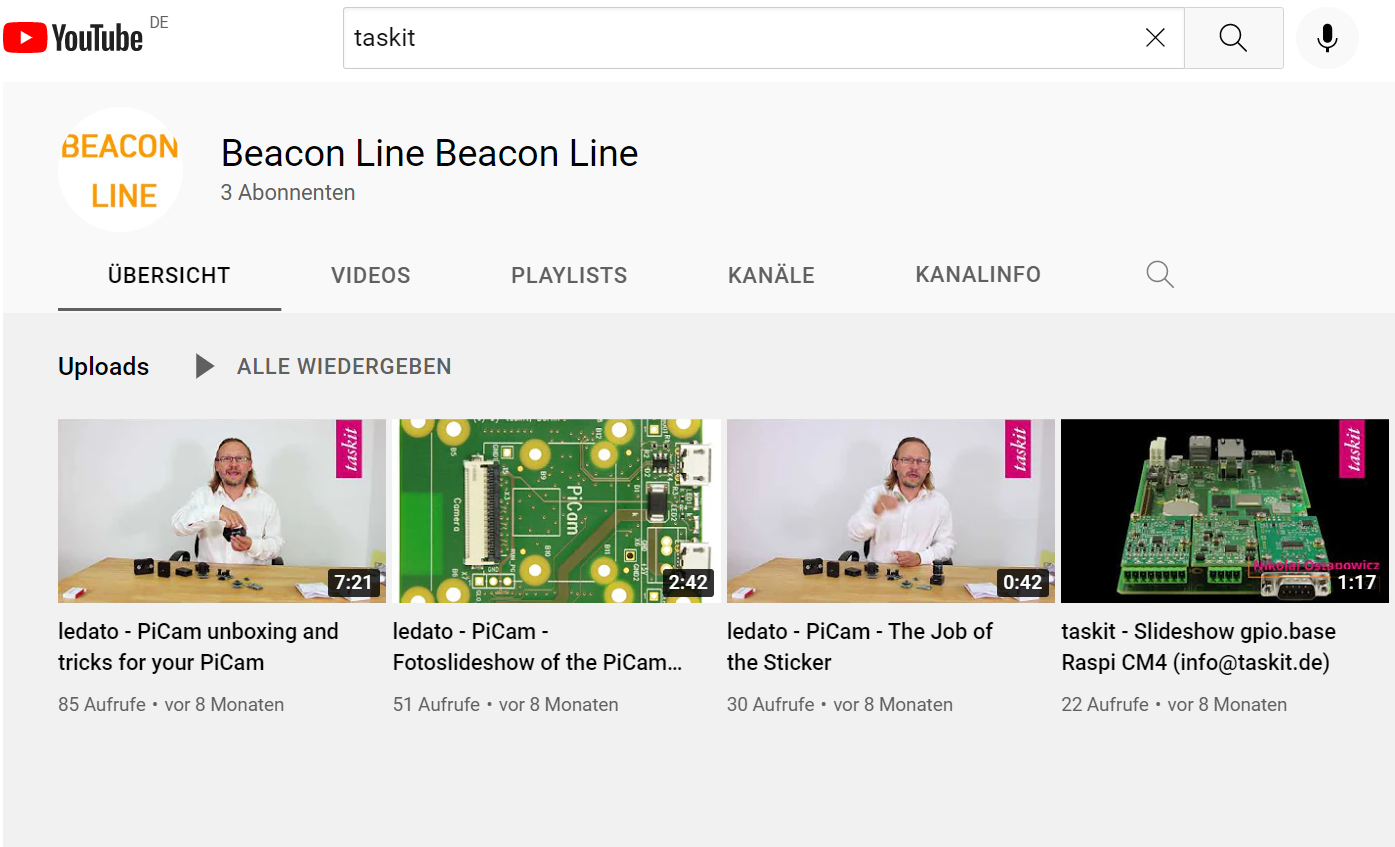 YouTube DE
taskit
BEACON
LINE
Beacon Line Beacon Line
3 Abonnenten
ÜBERSICHT VIDEOS PLAYLISTS KANÄLE KANALINFO
Uploads ALLE WIEDERGEBEN
taskit
7:21
PiCam
Camera
2:42
taskit
0:42
taskit
Nikolai Ostapowicz
1:17
ledato - PiCam unboxing and
tricks for your PiCam
85 Aufrufe • vor 8 Monaten
ledato - PiCam -
Fotoslideshow of the PiCam...
51 Aufrufe • vor 8 Monaten
ledato - PiCam - The Job of
the Sticker
30 Aufrufe • vor 8 Monaten
taskit - Slideshow gpio.base
Raspi CM4 (info@taskit.de)
22 Aufrufe • vor 8 Monaten